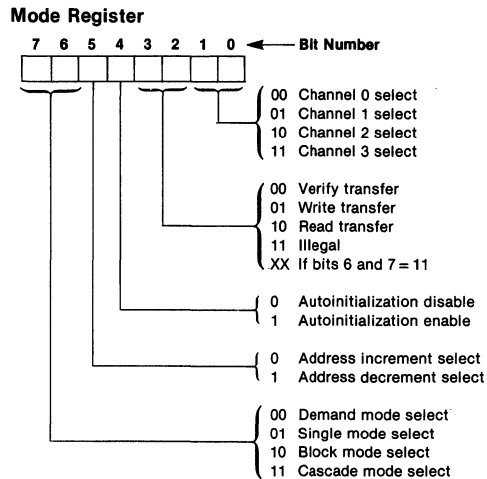 Mode Register
7 6 5 4 3 2 1 0 Bit Number
00 Channel 0 select
01 Channel 1 select
10 Channel 2 select
11 Channel 3 select
00 Verify transfer
01 Write transfer
10 Read transfer
11 Illegal
XX If bits 6 and 7 = 11
0 Autoinitialization disable
1 Autoinitialization enable
0 Address increment select
1 Address decrement select
00 Demand mode select
01 Single mode select
10 Block mode select
11 Cascade mode select